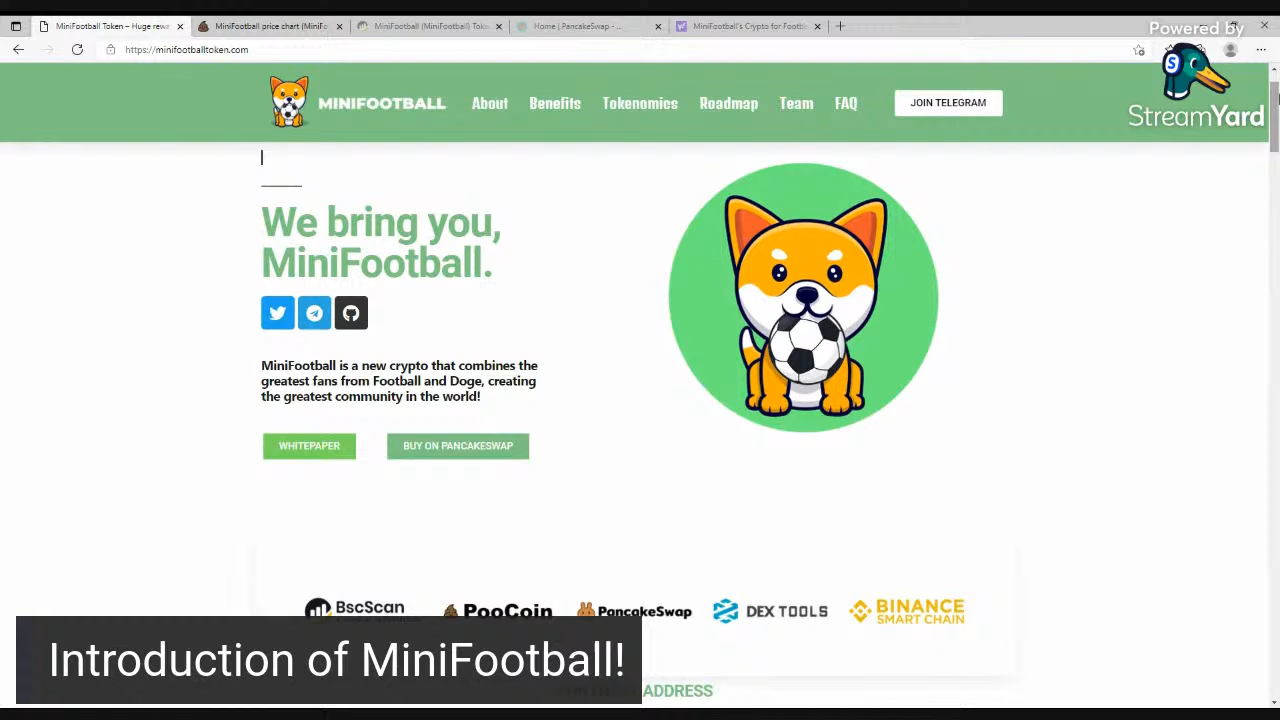 MiniFootball Token – Huge rewa
MiniFootball price chart (MiniF
MiniFootball (MiniFootball) Tok
Home | PancakeSwap - ...
MiniFootball's Crypto for Footb
https://minifootballtoken.com
Powered by
StreamYard
MINIFOOTBALL
About
Benefits
Tokenomics
Roadmap
Team
FAQ
JOIN TELEGRAM
We bring you,
MiniFootball.
MiniFootball is a new crypto that combines the
greatest fans from Football and Doge, creating
the greatest community in the world!
WHITEPAPER
BUY ON PANCAKESWAP
BscScan
PooCoin
PancakeSwap
DEX TOOLS
BINANCE
SMART CHAIN
Introduction of MiniFootball!
ADDRESS